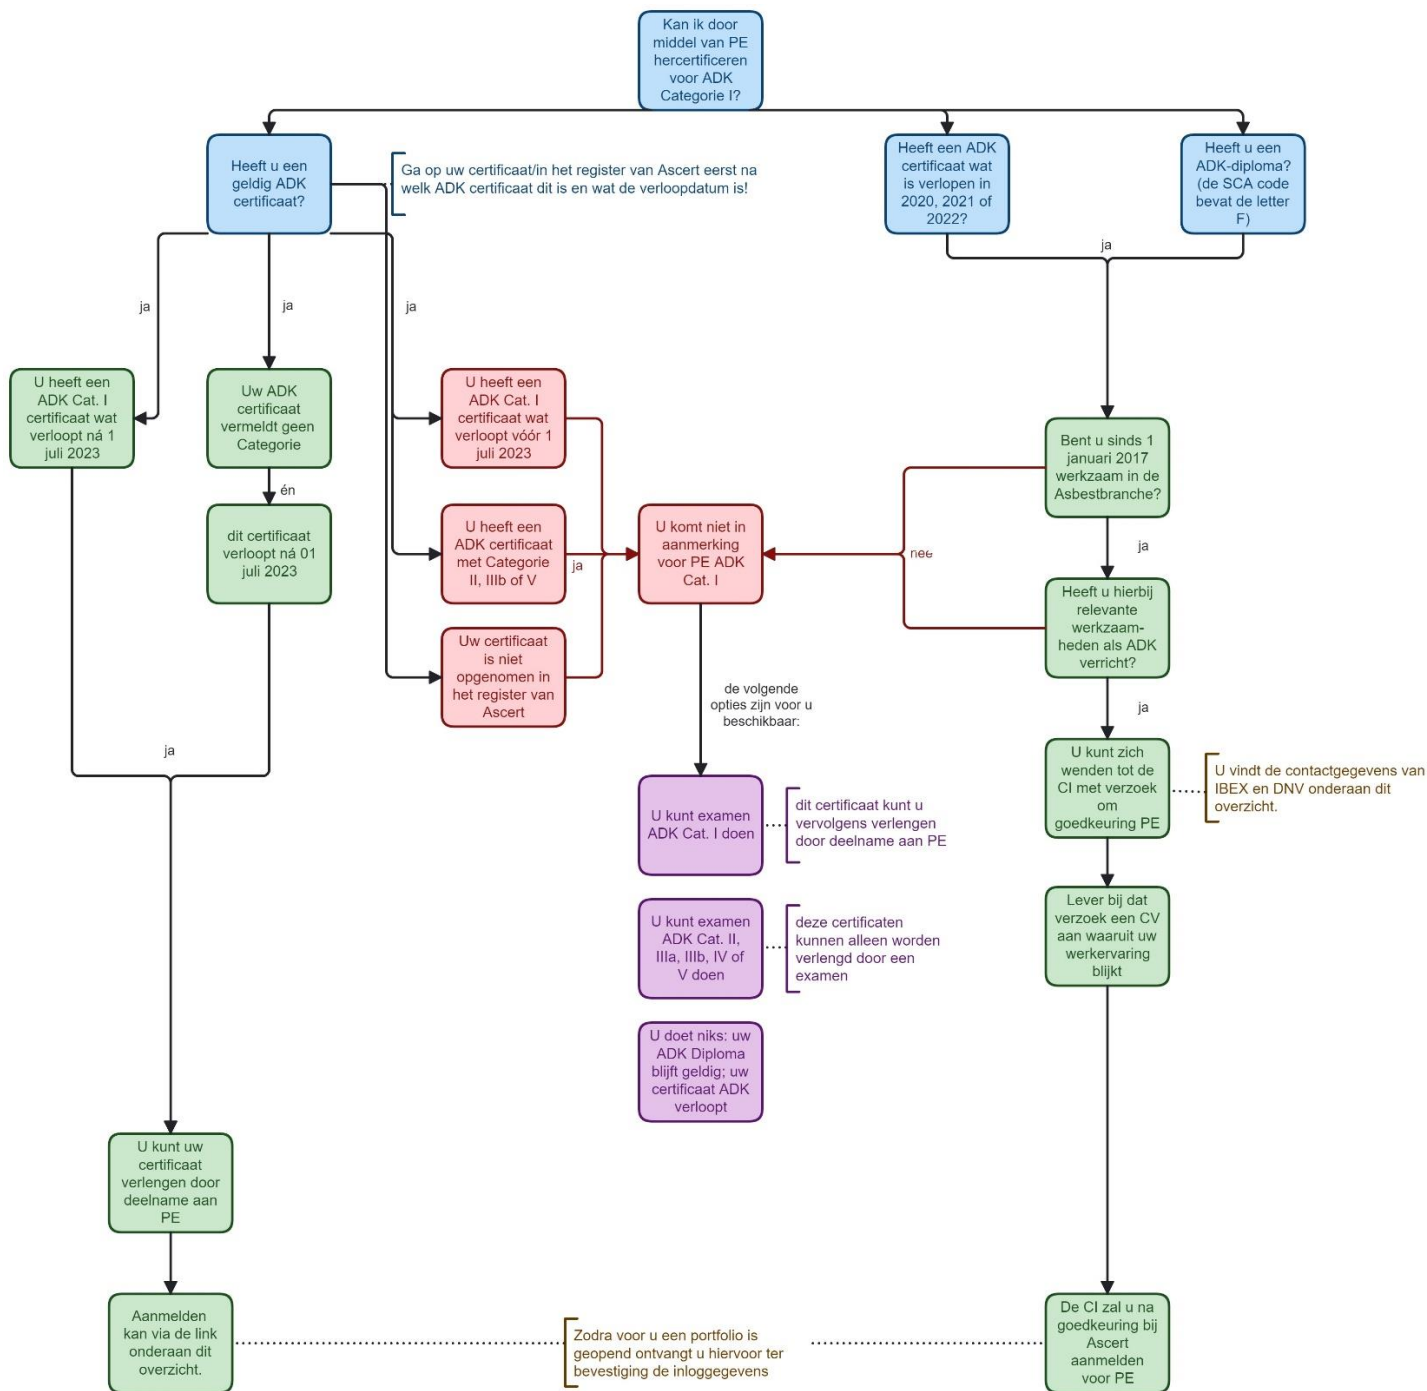 Kan ik door
middel van PE
hercertificeren
voor ADK
Categorie I?
Heeft u een
geldig ADK
certificaat?
Ga op uw certificaat/in het register van Ascert eerst na
welk ADK certificaat dit is en wat de verloopdatum is!
Heeft een ADK
certificaat wat
is verlopen in
2020, 2021 of
2022?
Heeft u een
ADK-diploma?
(de SCA code
bevat de letter
F)
ja
ja
ja
ja
U heeft een
ADK Cat. I
certificaat wat
verloopt ná 1
juli 2023
Uw ADK
certificaat
vermeldt geen
Categorie
én
dit certificaat
verloopt ná 01
juli 2023
U heeft een
ADK Cat. I
certificaat wat
verloopt vóór 1
juli 2023
U heeft een
ADK certificaat
met Categorie
II, IIIb of V
ja
Uw certificaat
is niet
opgenomen in
het register van
Ascert
U komt niet in
aanmerking
voor PE ADK
Cat. I
nee
Bent u sinds 1
januari 2017
werkzaam in de
Asbestbranche?
ja
Heeft u hierbij
relevante
werkzaam-
heden als ADK
verricht?
ja
de volgende
opties zijn voor u
beschikbaar:
ja
U kunt zich
wenden tot de
CI met verzoek
om
goedkeuring PE
U vindt de contactgegevens van
IBEX en DNV onderaan dit
overzicht.
U kunt examen
ADK Cat. I doen
dit certificaat kunt u
vervolgens verlengen
door deelname aan PE
Lever bij dat
verzoek een CV
aan waaruit uw
werkervaring
blijkt
U kunt examen
ADK Cat. II,
IIIa, IIIb, IV of
V doen
deze certificaten
kunnen alleen worden
verlengd door een
examen
U doet niks: uw
ADK Diploma
blijft geldig; uw
certificaat ADK
verloopt
U kunt uw
certificaat
verlengen door
deelname aan
PE
Aanmelden
kan via de link
onderaan dit
overzicht.
Zodra voor u een portfolio is
geopend ontvangt u hiervoor ter
bevestiging de inloggegevens
De CI zal u na
goedkeuring bij
Ascert
aanmelden
voor PE